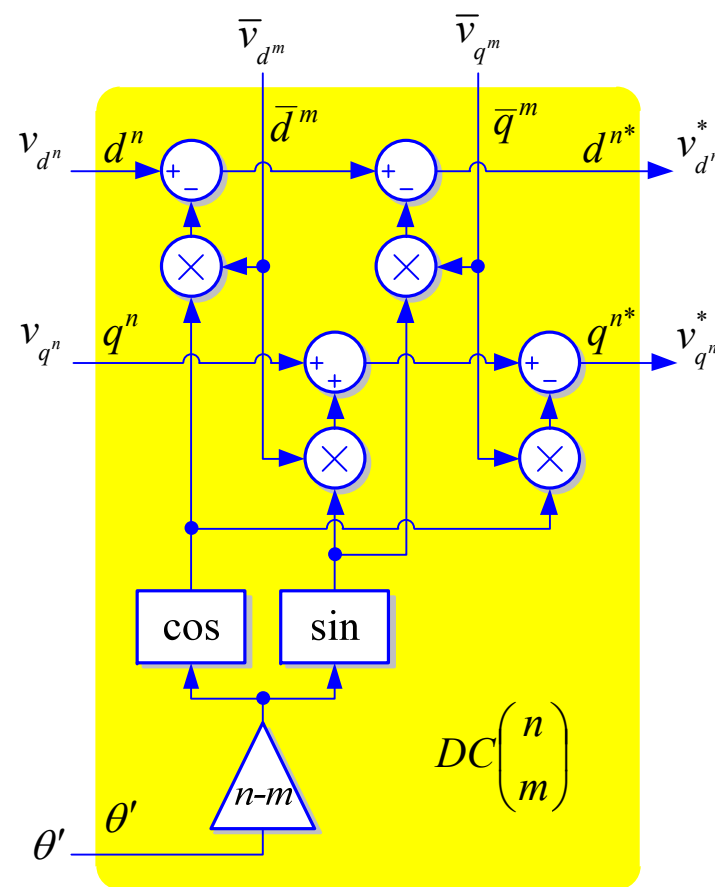 v̅_{d^m} v̅_{q^m}
d̅^m q̅^m
v_{d^n} d^n + − + − d^{n*} v*_{d^n}
× ×
v_{q^n} q^n + + + − q^{n*} v*_{q^n}
× ×
cos sin
DC(n m)
n-m
θ′ θ′